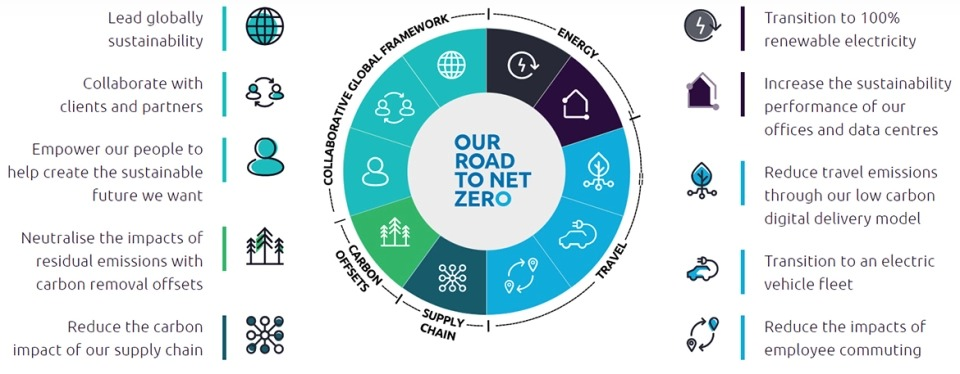 Lead globally
sustainability
Collaborate with
clients and partners
Empower our people to
help create the sustainable
future we want
Neutralise the impacts of
residual emissions with
carbon removal offsets
Reduce the carbon
impact of our supply chain
COLLABORATIVE GLOBAL FRAMEWORK
ENERGY
TRAVEL
SUPPLY
CHAIN
CARBON
OFFSETS
OUR
ROAD
TO NET
ZERO
Transition to 100%
renewable electricity
Increase the sustainability
performance of our
offices and data centres
Reduce travel emissions
through our low carbon
digital delivery model
Transition to an electric
vehicle fleet
Reduce the impacts of
employee commuting